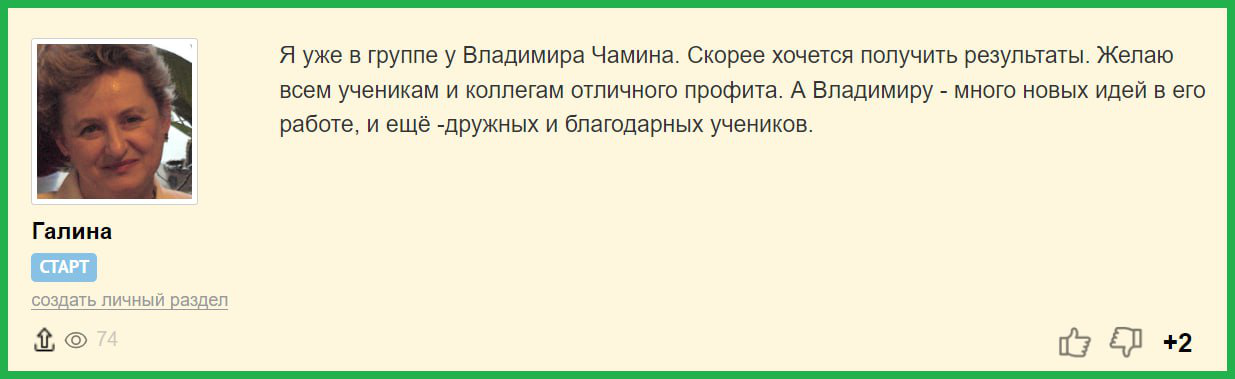 Я уже в группе у Владимира Чамина. Скорее хочется получить результаты. Желаю
всем ученикам и коллегам отличного профита. А Владимиру - много новых идей в его
работе, и ещё -дружных и благодарных учеников.
Галина
СТАРТ
создать личный раздел
74
+2